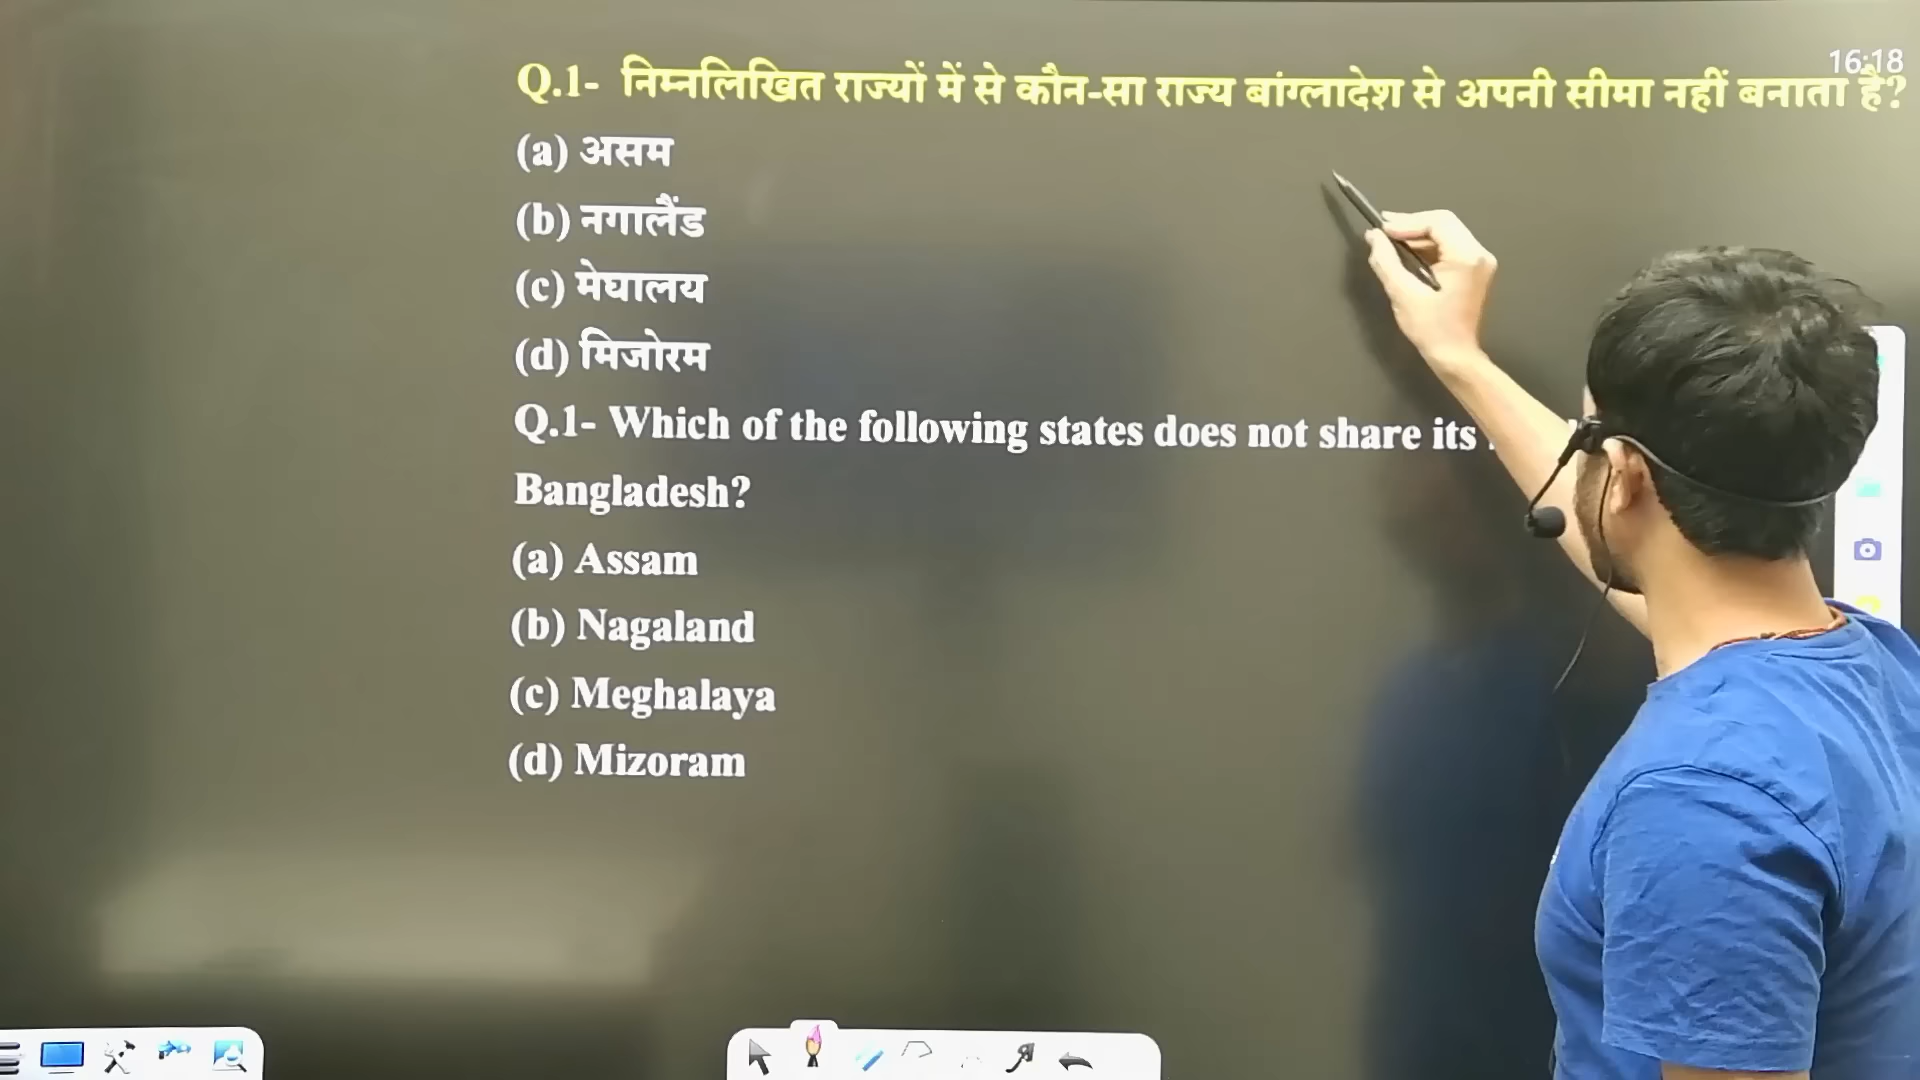 16:18
Q.1- निम्नलिखित राज्यों में से कौन-सा राज्य बांग्लादेश से अपनी सीमा नहीं बनाता है?
(a) असम
(b) नगालैंड
(c) मेघालय
(d) मिजोरम
Q.1- Which of the following states does not share its
Bangladesh?
(a) Assam
(b) Nagaland
(c) Meghalaya
(d) Mizoram